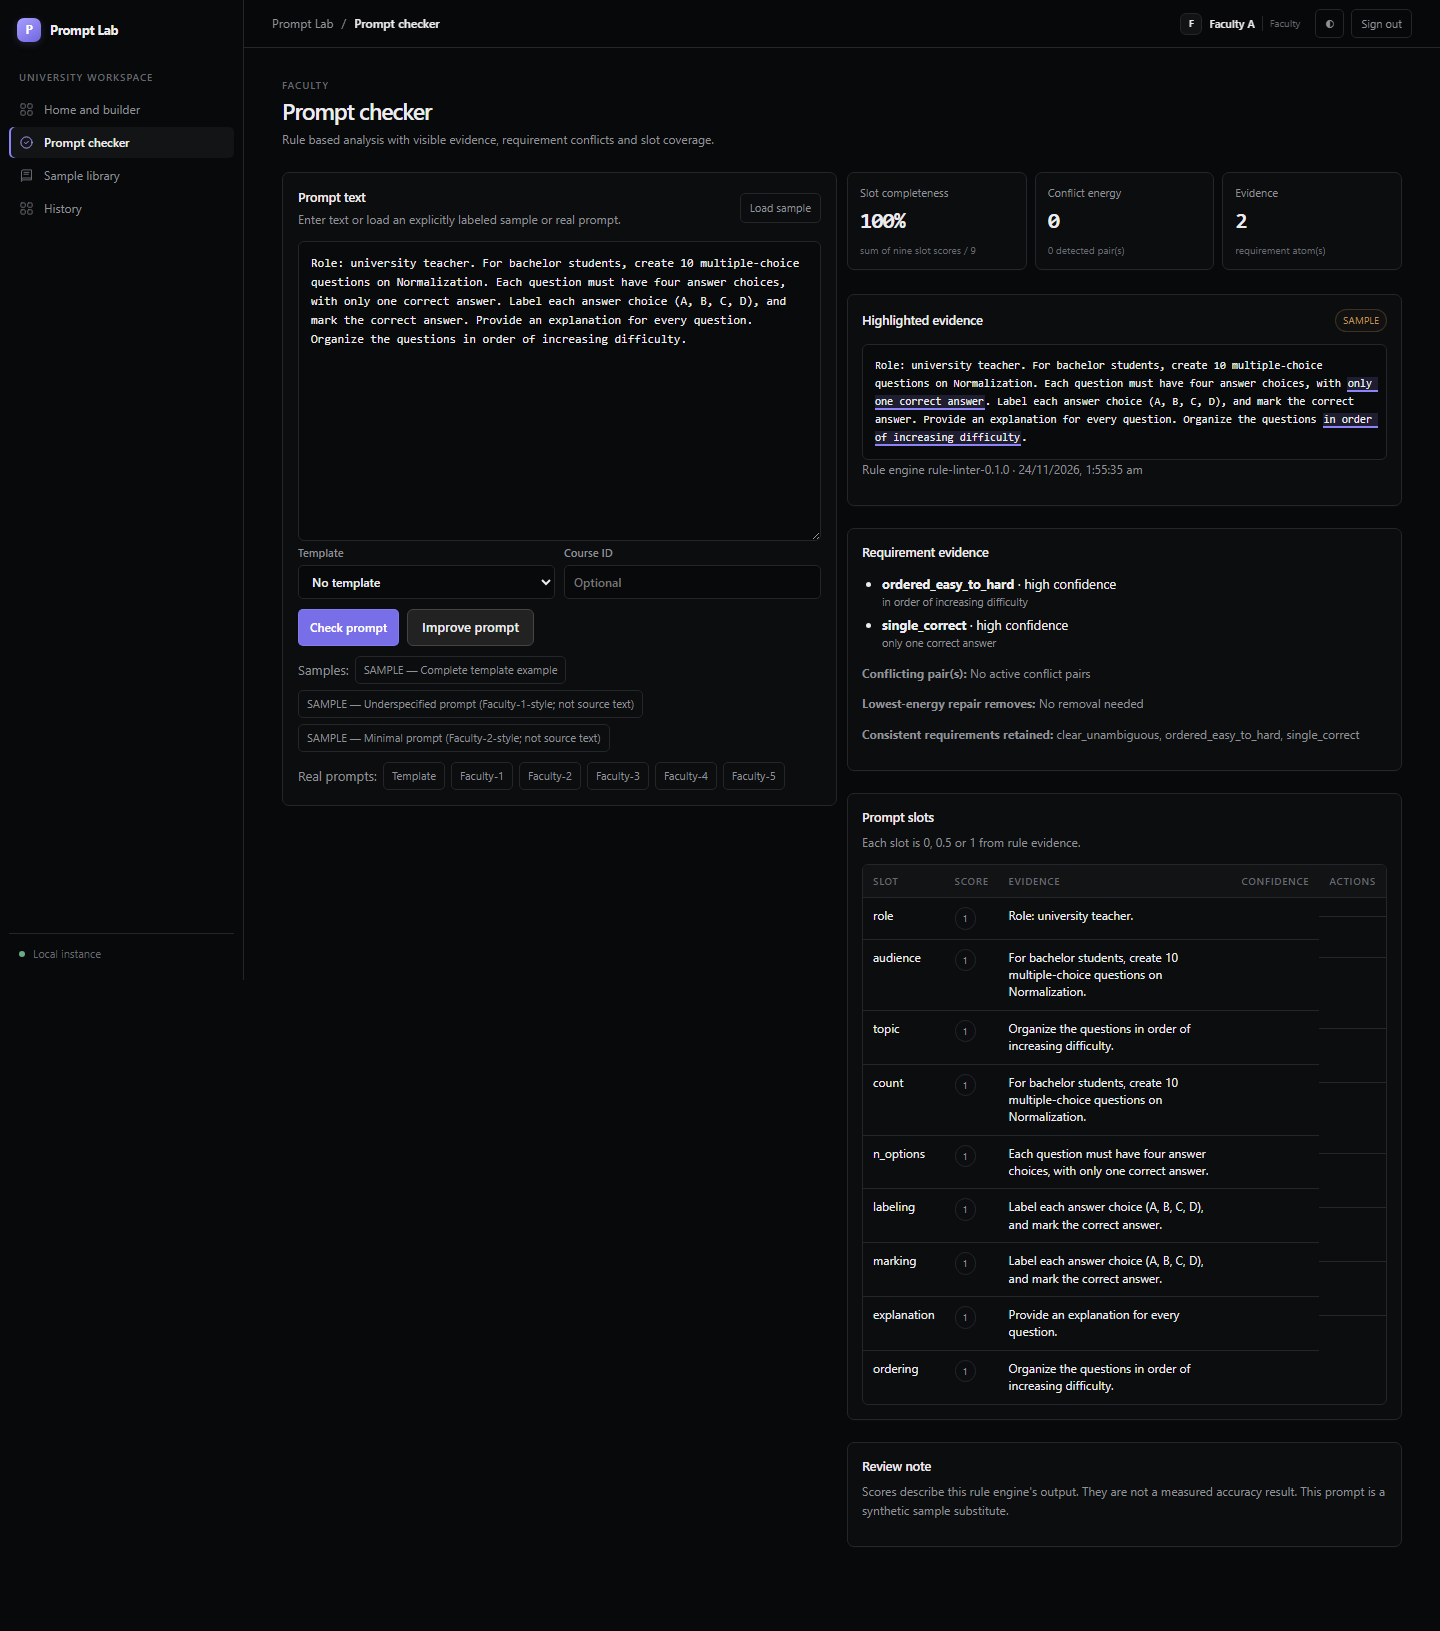 P Prompt Lab
UNIVERSITY WORKSPACE
Home and builder
Prompt checker
Sample library
History
Local instance
Prompt Lab / Prompt checker
F Faculty A Faculty
Sign out
FACULTY
Prompt checker
Rule based analysis with visible evidence, requirement conflicts and slot coverage.
Prompt text
Enter text or load an explicitly labeled sample or real prompt.
Load sample
Role: university teacher. For bachelor students, create 10 multiple-choice
questions on Normalization. Each question must have four answer choices,
with only one correct answer. Label each answer choice (A, B, C, D), and
mark the correct answer. Provide an explanation for every question.
Organize the questions in order of increasing difficulty.
Template
Course ID
No template
Optional
Check prompt
Improve prompt
Samples: SAMPLE — Complete template example
SAMPLE — Underspecified prompt (Faculty-1-style; not source text)
SAMPLE — Minimal prompt (Faculty-2-style; not source text)
Real prompts: Template Faculty-1 Faculty-2 Faculty-3 Faculty-4 Faculty-5
Slot completeness
100%
sum of nine slot scores / 9
Conflict energy
0
0 detected pair(s)
Evidence
2
requirement atom(s)
Highlighted evidence
SAMPLE
Role: university teacher. For bachelor students, create 10 multiple-choice
questions on Normalization. Each question must have four answer choices, with only
one correct answer. Label each answer choice (A, B, C, D), and mark the correct
answer. Provide an explanation for every question. Organize the questions in order
of increasing difficulty.
Rule engine rule-linter-0.1.0 · 24/11/2026, 1:55:35 am
Requirement evidence
• ordered_easy_to_hard · high confidence
in order of increasing difficulty
• single_correct · high confidence
only one correct answer
Conflicting pair(s): No active conflict pairs
Lowest-energy repair removes: No removal needed
Consistent requirements retained: clear_unambiguous, ordered_easy_to_hard, single_correct
Prompt slots
Each slot is 0, 0.5 or 1 from rule evidence.
SLOT SCORE EVIDENCE CONFIDENCE ACTIONS
role 1 Role: university teacher.
audience 1 For bachelor students, create 10
multiple-choice questions on
Normalization.
topic 1 Organize the questions in order of
increasing difficulty.
count 1 For bachelor students, create 10
multiple-choice questions on
Normalization.
n_options 1 Each question must have four answer
choices, with only one correct answer.
labeling 1 Label each answer choice (A, B, C, D),
and mark the correct answer.
marking 1 Label each answer choice (A, B, C, D),
and mark the correct answer.
explanation 1 Provide an explanation for every
question.
ordering 1 Organize the questions in order of
increasing difficulty.
Review note
Scores describe this rule engine's output. They are not a measured accuracy result. This prompt is a
synthetic sample substitute.